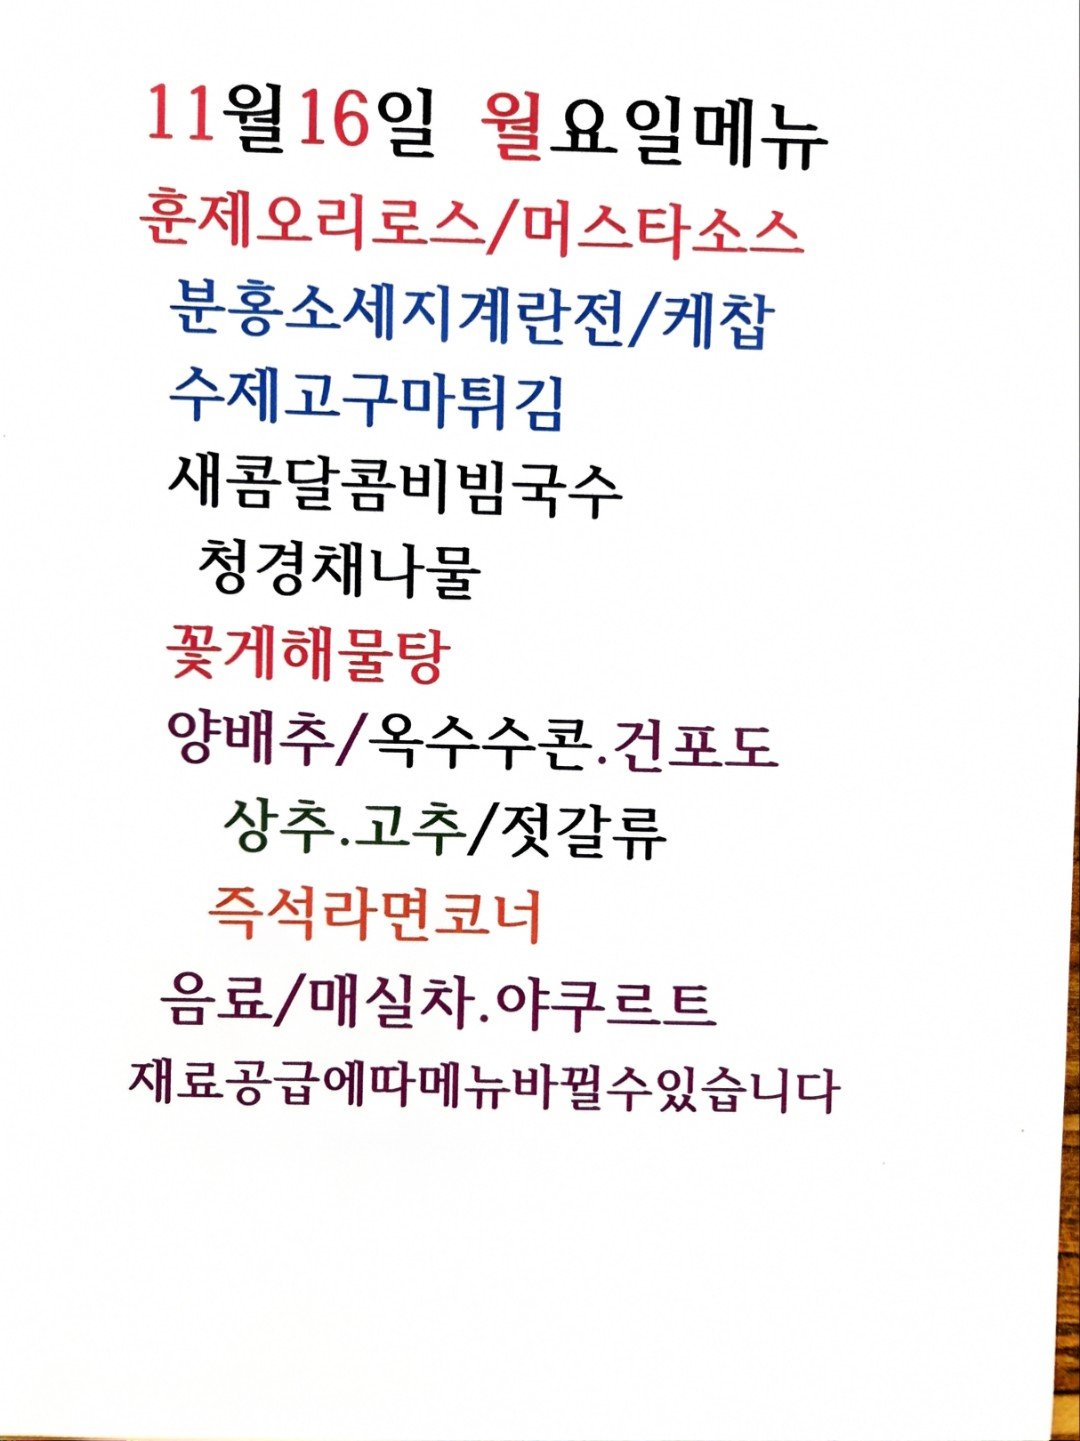 11월16일 월요일메뉴
훈제오리로스/머스타소스
분홍소세지계란전/케찹
수제고구마튀김
새콤달콤비빔국수
청경채나물
꽃게해물탕
양배추/옥수수콘.건포도
상추.고추/젓갈류
즉석라면코너
음료/매실차.야쿠르트
재료공급에따메뉴바뀔수있습니다